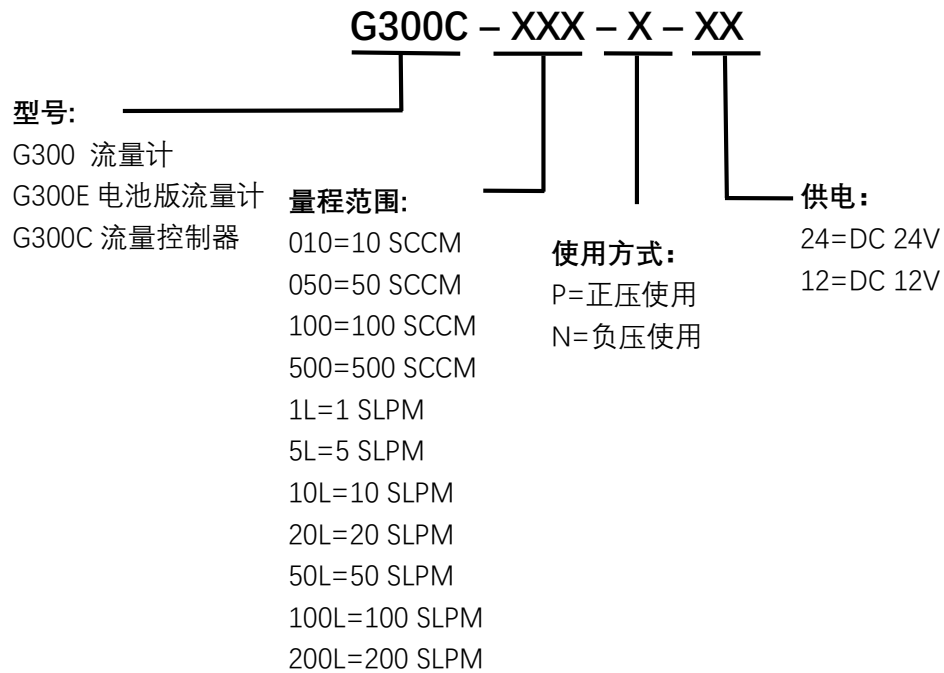 G300C – XXX – X – XX
型号:
G300 流量计
G300E 电池版流量计
G300C 流量控制器
量程范围:
010=10 SCCM
050=50 SCCM
100=100 SCCM
500=500 SCCM
1L=1 SLPM
5L=5 SLPM
10L=10 SLPM
20L=20 SLPM
50L=50 SLPM
100L=100 SLPM
200L=200 SLPM
使用方式：
P=正压使用
N=负压使用
供电：
24=DC 24V
12=DC 12V